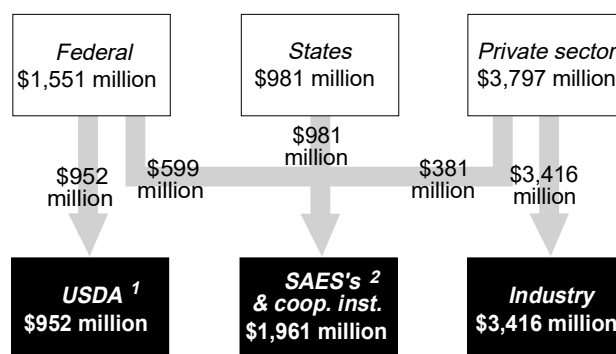 Federal
$1,551 million
States
$981 million
Private sector
$3,797 million
$981
million
$952
million
$599
million
$381
million
$3,416
million
USDA 1
$952 million
SAES's 2
& coop. inst.
$1,961 million
Industry
$3,416 million